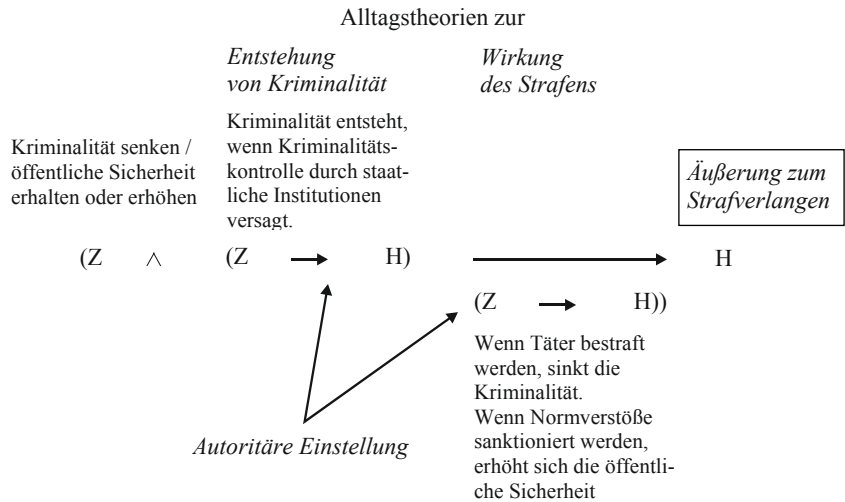 Alltagstheorien zur
Entstehung
von Kriminalität
Wirkung
des Strafens
Kriminalität senken /
öffentliche Sicherheit
erhalten oder erhöhen
Kriminalität entsteht,
wenn Kriminalitäts-
kontrolle durch staat-
liche Institutionen
versagt.
Äußerung zum
Strafverlangen
(Z ∧ (Z → H) → H
(Z → H))
Wenn Täter bestraft
werden, sinkt die
Kriminalität.
Wenn Normverstöße
sanktioniert werden,
erhöht sich die öffentli-
che Sicherheit
Autoritäre Einstellung